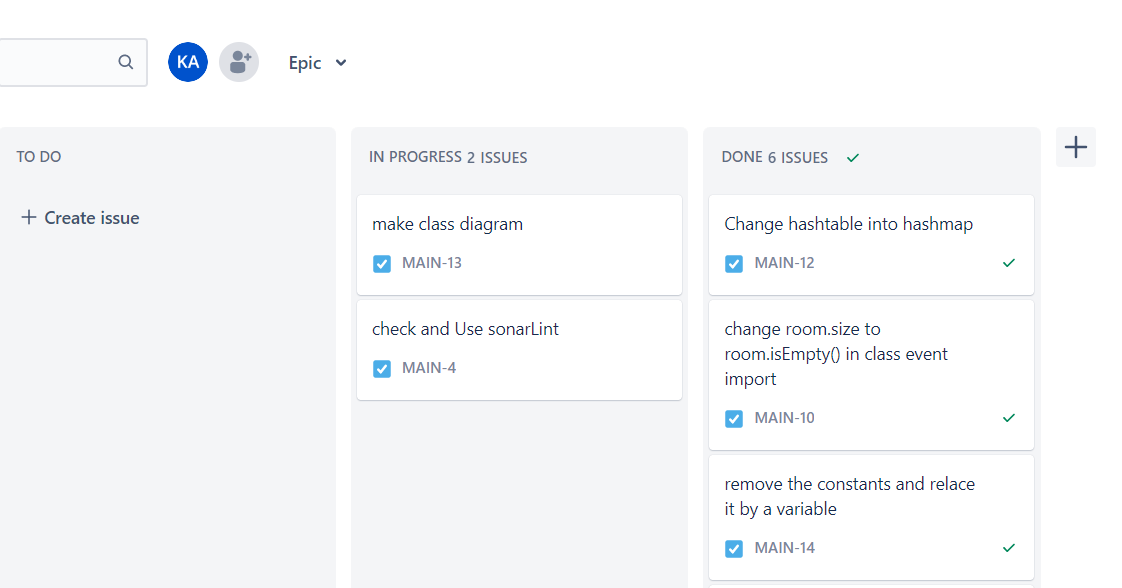 KA
Epic
TO DO
Create issue
IN PROGRESS 2 ISSUES
make class diagram
MAIN-13
check and Use sonarLint
MAIN-4
DONE 6 ISSUES
Change hashtable into hashmap
MAIN-12
change room.size to
room.isEmpty() in class event
import
MAIN-10
remove the constants and relace
it by a variable
MAIN-14